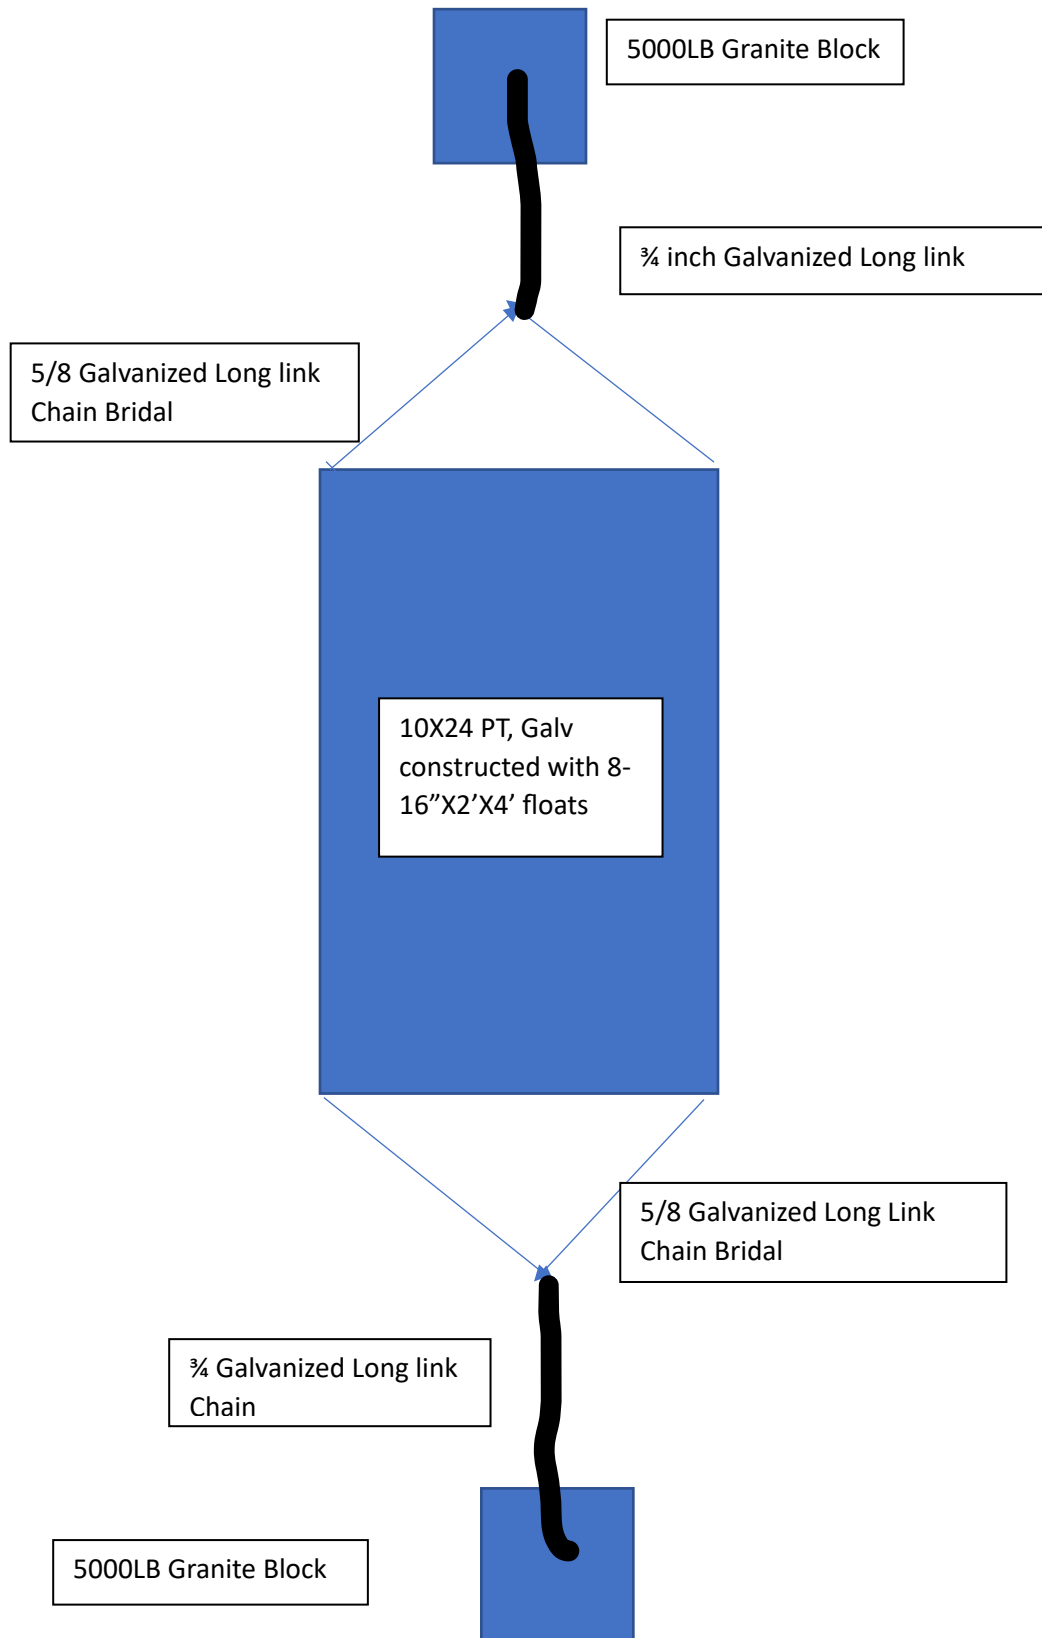 5000LB Granite Block
¾ inch Galvanized Long link
5/8 Galvanized Long link
Chain Bridal
10X24 PT, Galv
constructed with 8-
16”X2’X4’ floats
5/8 Galvanized Long Link
Chain Bridal
¾ Galvanized Long link
Chain
5000LB Granite Block